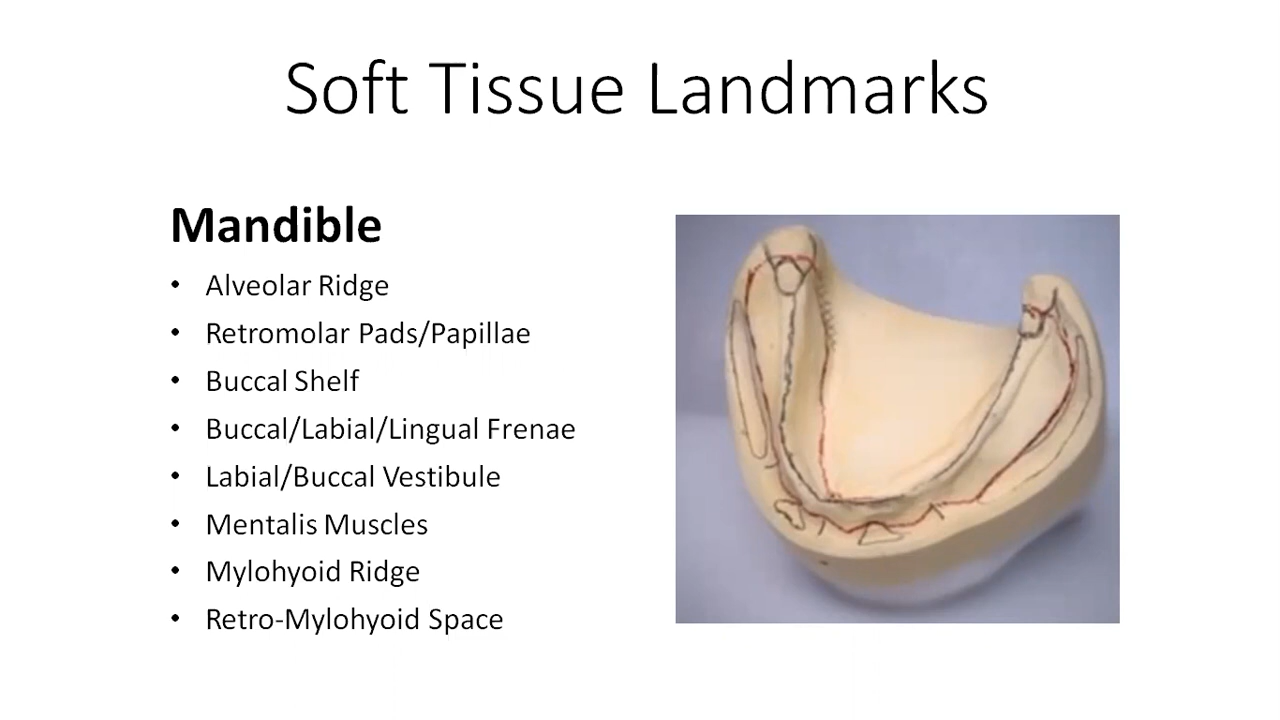 Soft Tissue Landmarks
Mandible
• Alveolar Ridge
• Retromolar Pads/Papillae
• Buccal Shelf
• Buccal/Labial/Lingual Frenae
• Labial/Buccal Vestibule
• Mentalis Muscles
• Mylohyoid Ridge
• Retro-Mylohyoid Space